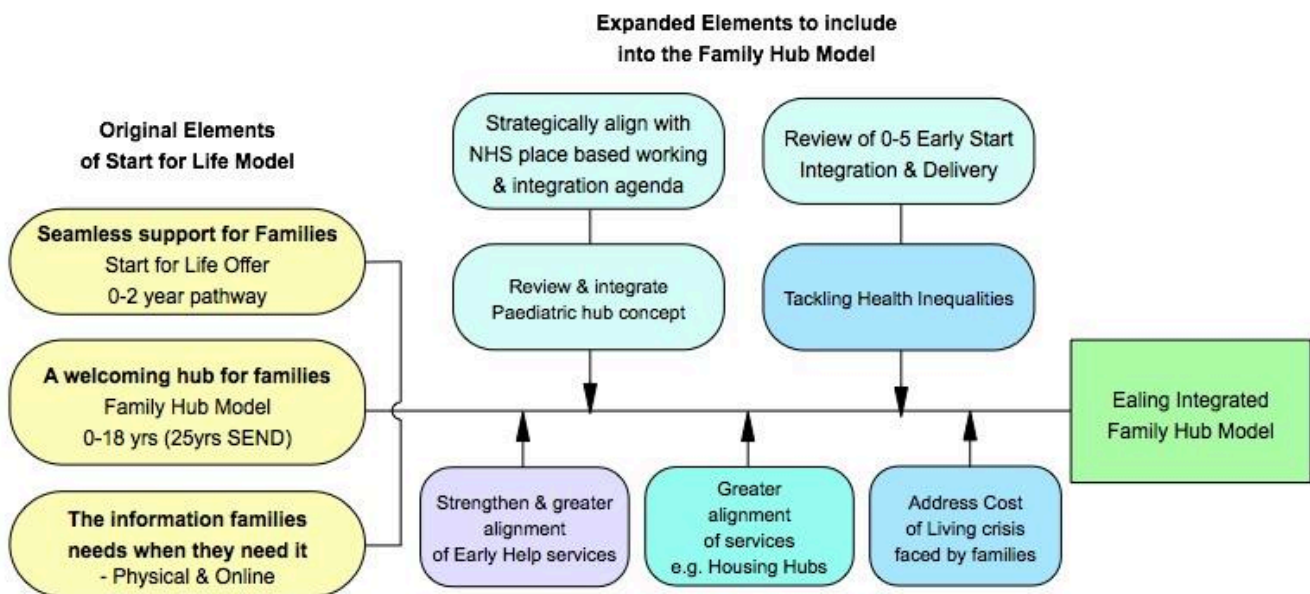 Expanded Elements to include
into the Family Hub Model
Original Elements
of Start for Life Model
Seamless support for Families
Start for Life Offer
0-2 year pathway
A welcoming hub for families
Family Hub Model
0-18 yrs (25yrs SEND)
The information families
needs when they need it
- Physical & Online
Strategically align with
NHS place based working
& integration agenda
Review & integrate
Paediatric hub concept
Review of 0-5 Early Start
Integration & Delivery
Tackling Health Inequalities
Strengthen & greater
alignment
of Early Help services
Greater
alignment
of services
e.g. Housing Hubs
Address Cost
of Living crisis
faced by families
Ealing Integrated
Family Hub Model